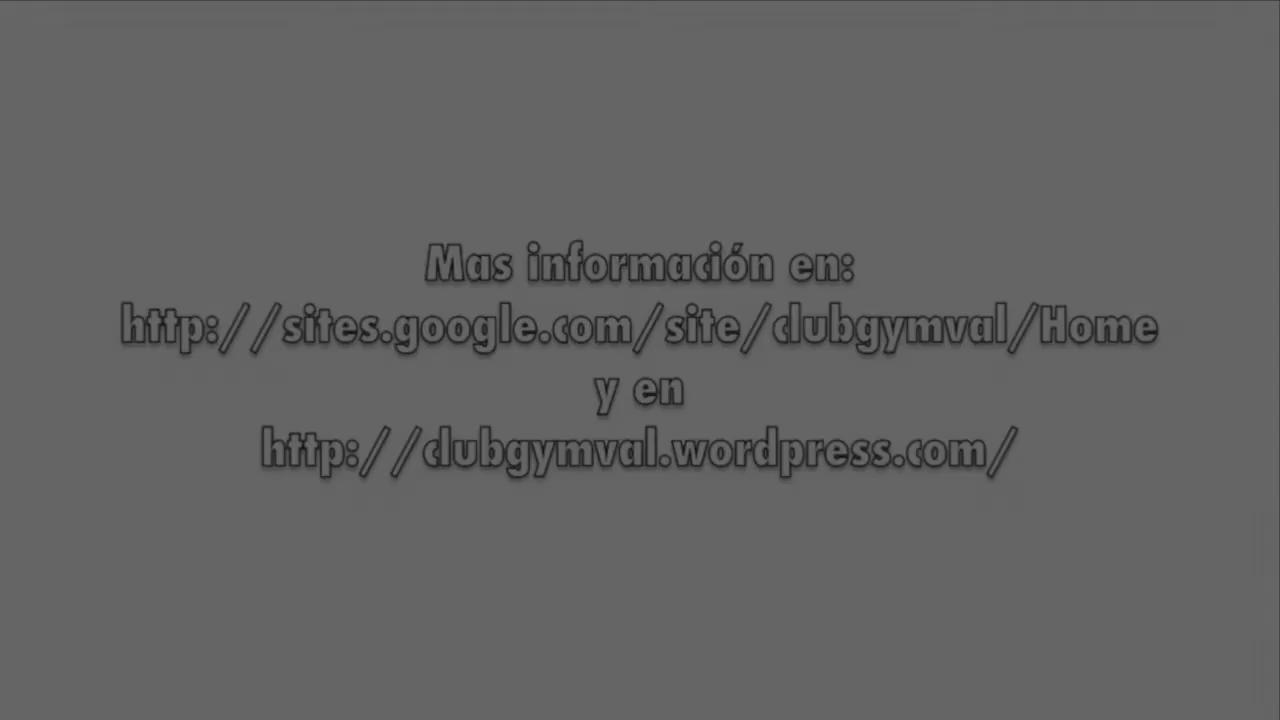 Mas información en:
http://sites.google.com/site/clubgymval/Home
y en
http://clubgymval.wordpress.com/